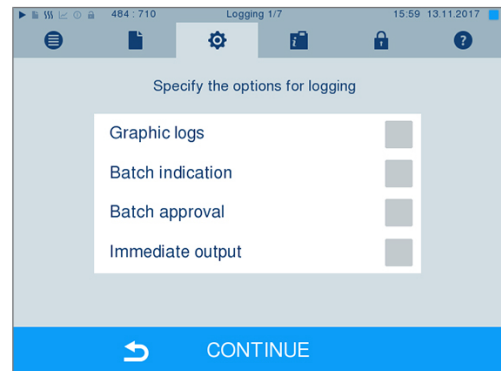 484 : 710 Logging 1/7 15:59 13.11.2017
Specify the options for logging
Graphic logs
Batch indication
Batch approval
Immediate output
CONTINUE